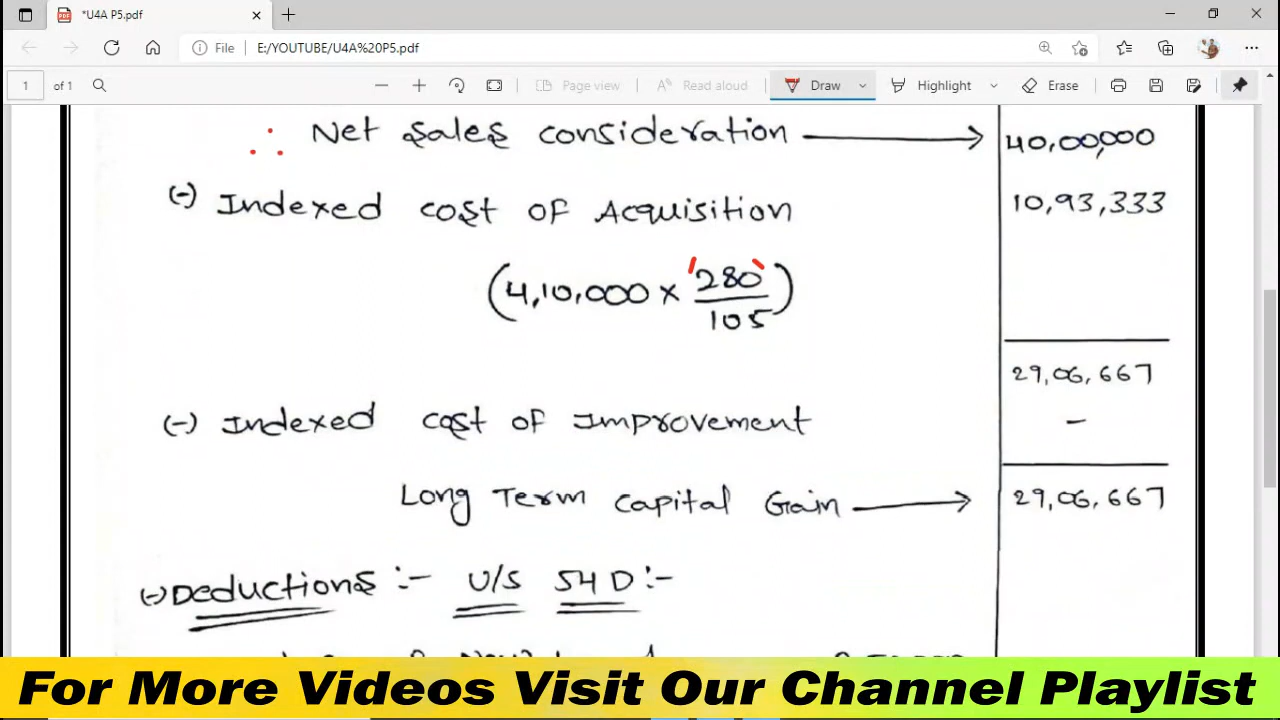 *U4A P5.pdf
File E:/YOUTUBE/U4A%20P5.pdf
1 of 1 Page view Read aloud Draw Highlight Erase
∴ Net sales consideration → 40,00,000
(-) Indexed cost of Acquisition 10,93,333
(4,10,000 × 280/105)
29,06,667
(-) Indexed cost of Improvement -
Long Term capital Gain → 29,06,667
(-) Deductions :- U/S 54 D :-
For More Videos Visit Our Channel Playlist